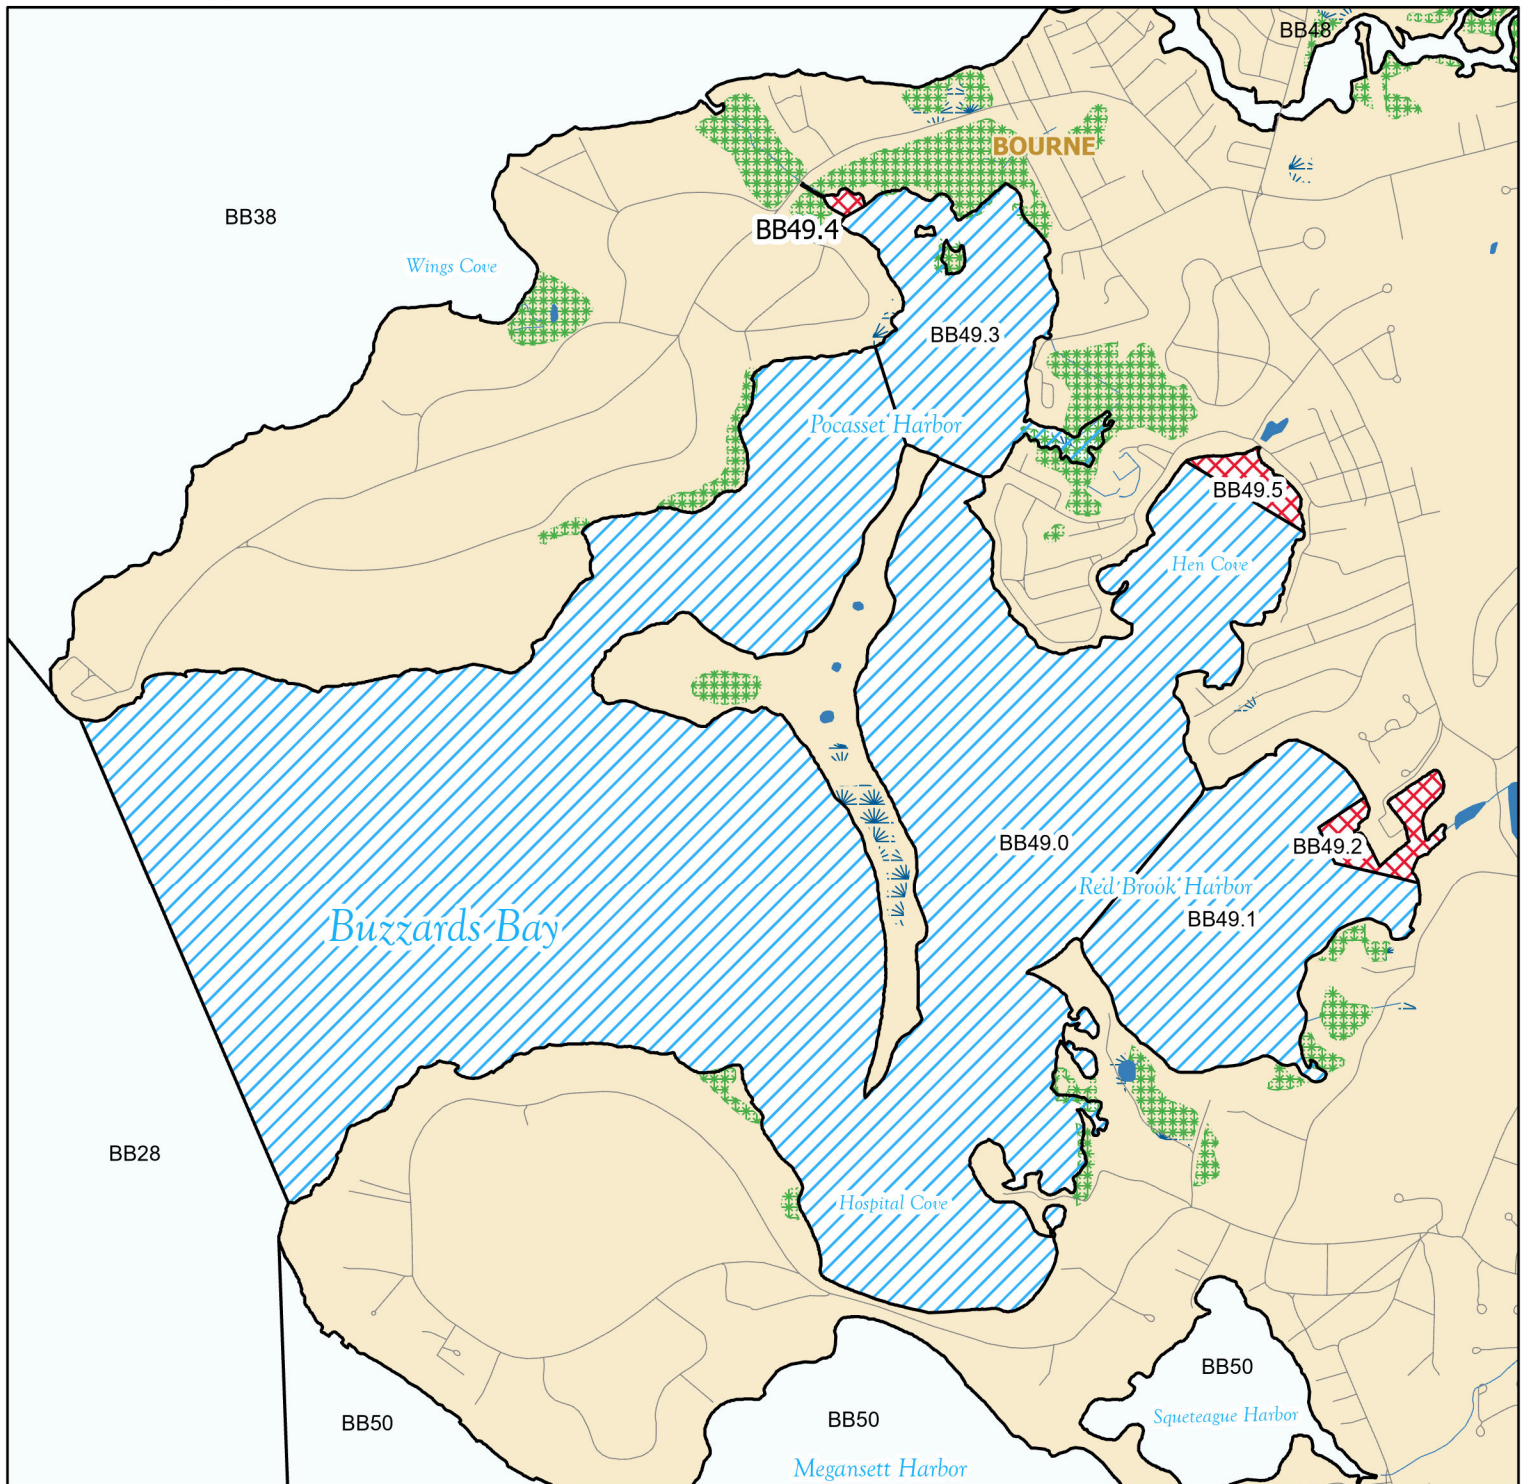 BB48
BOURNE
BB38
BB49.4
Wings Cove
BB49.3
Pocasset Harbor
BB49.5
Hen Cove
BB49.0
BB49.2
Red Brook Harbor
BB49.1
Buzzards Bay
BB28
Hospital Cove
BB50
BB50
BB50
Squeteague Harbor
Megansett Harbor